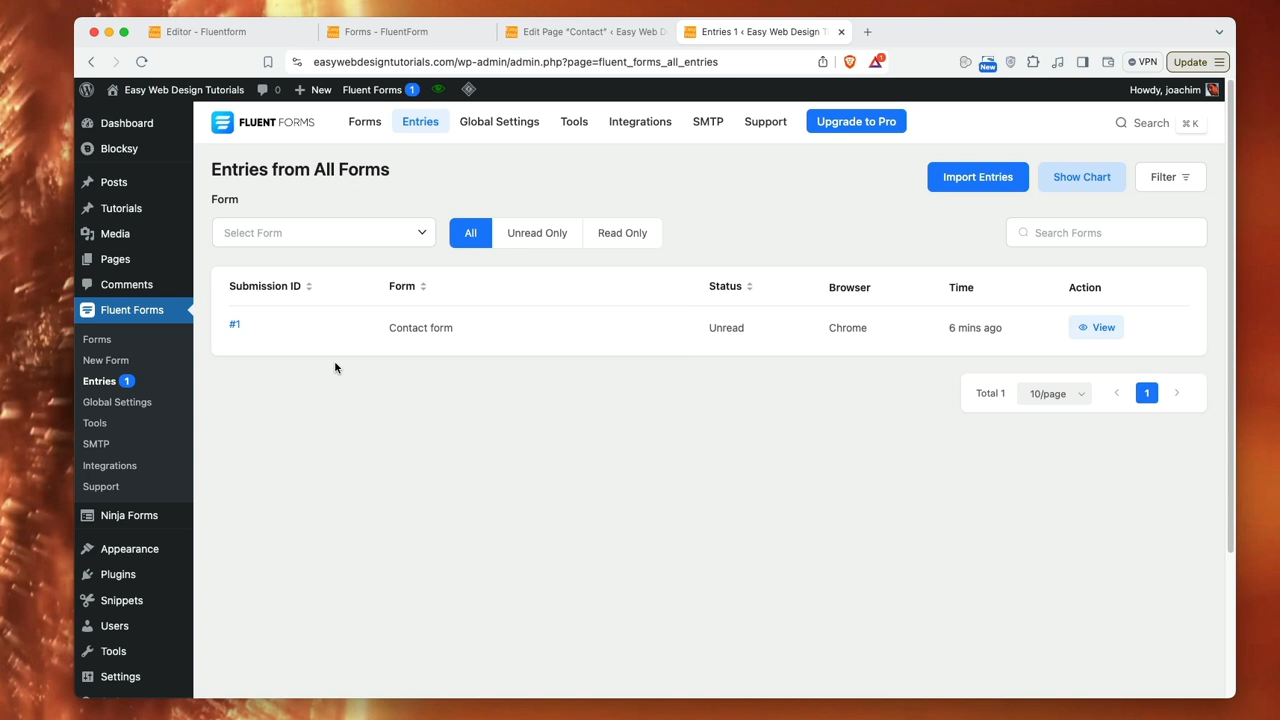 Editor - Fluentform
Forms - FluentForm
Edit Page "Contact" ‹ Easy Web D
Entries 1 ‹ Easy Web Design T
easywebdesigntutorials.com/wp-admin/admin.php?page=fluent_forms_all_entries
1
New
VPN
Update
Easy Web Design Tutorials
0
New
Fluent Forms 1
Howdy, joachim
Dashboard
Blocksy
Posts
Tutorials
Media
Pages
Comments
Fluent Forms
Forms
New Form
Entries 1
Global Settings
Tools
SMTP
Integrations
Support
Ninja Forms
Appearance
Plugins
Snippets
Users
Tools
Settings
FLUENT FORMS
Forms
Entries
Global Settings
Tools
Integrations
SMTP
Support
Upgrade to Pro
Search ⌘ K
Entries from All Forms
Import Entries
Show Chart
Filter
Form
Select Form
All
Unread Only
Read Only
Search Forms
Submission ID Form Status Browser Time Action
#1 Contact form Unread Chrome 6 mins ago View
Total 1 10/page 1